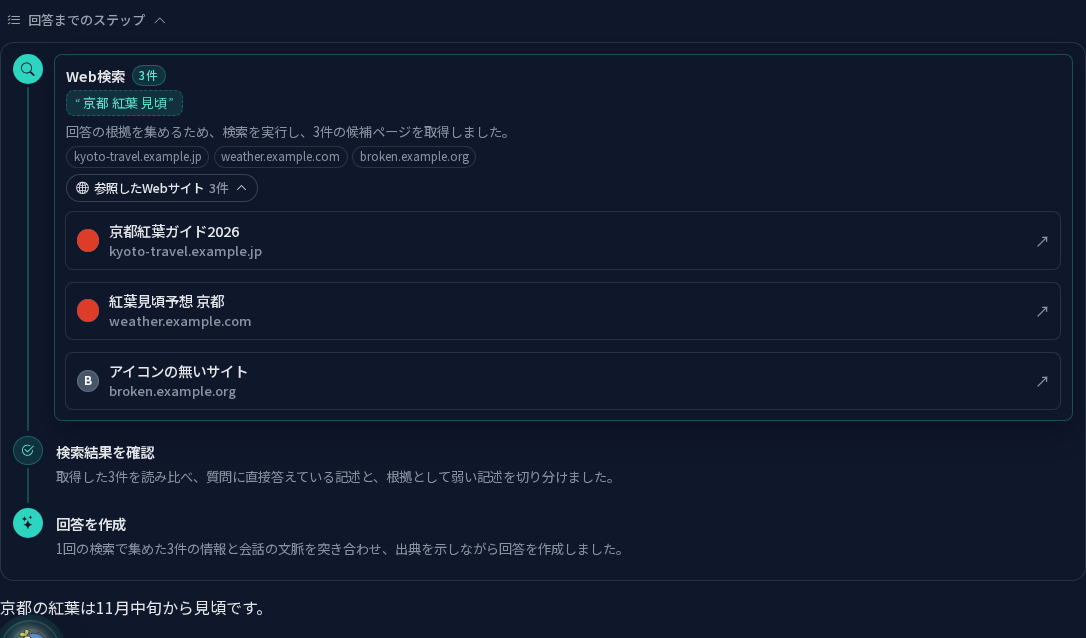 回答までのステップ
Web検索 3件
“京都 紅葉 見頃”
回答の根拠を集めるため、検索を実行し、3件の候補ページを取得しました。
kyoto-travel.example.jp weather.example.com broken.example.org
参照したWebサイト 3件
京都紅葉ガイド2026
kyoto-travel.example.jp
紅葉見頃予想 京都
weather.example.com
B
アイコンの無いサイト
broken.example.org
検索結果を確認
取得した3件を読み比べ、質問に直接答えている記述と、根拠として弱い記述を切り分けました。
回答を作成
1回の検索で集めた3件の情報と会話の文脈を突き合わせ、出典を示しながら回答を作成しました。
京都の紅葉は11月中旬から見頃です。